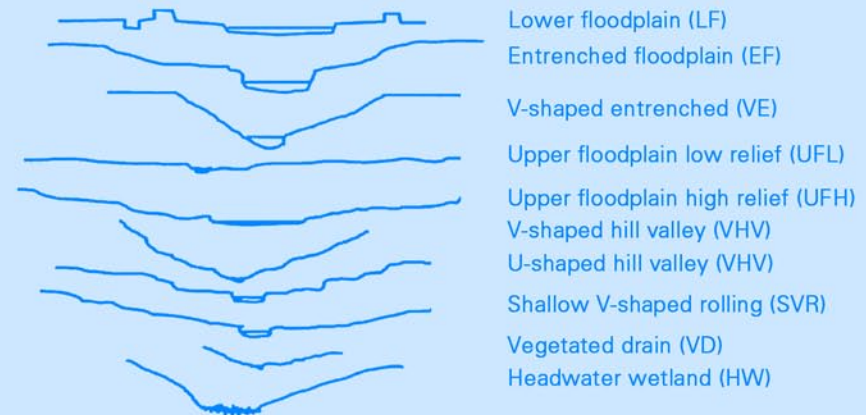 Lower floodplain (LF)
Entrenched floodplain (EF)
V-shaped entrenched (VE)
Upper floodplain low relief (UFL)
Upper floodplain high relief (UFH)
V-shaped hill valley (VHV)
U-shaped hill valley (VHV)
Shallow V-shaped rolling (SVR)
Vegetated drain (VD)
Headwater wetland (HW)